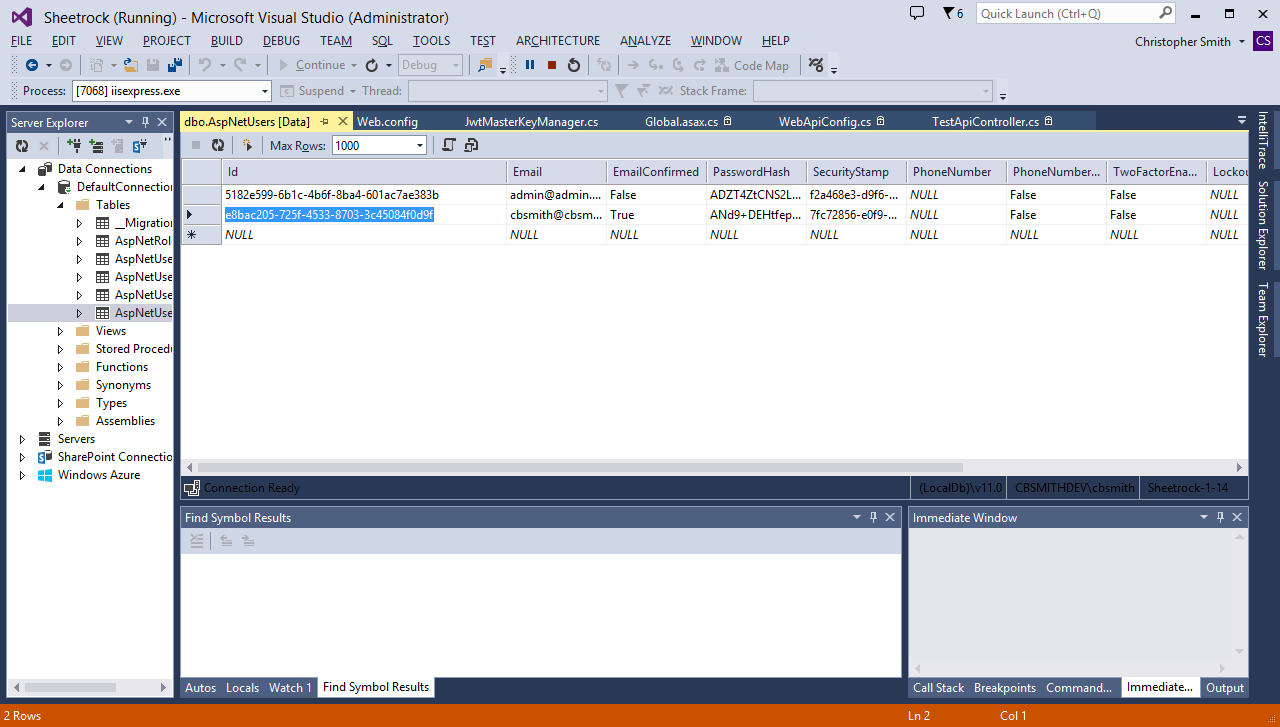 Sheetrock (Running) - Microsoft Visual Studio (Administrator)
6
Quick Launch (Ctrl+Q)
FILE EDIT VIEW PROJECT BUILD DEBUG TEAM SQL TOOLS TEST ARCHITECTURE ANALYZE WINDOW HELP
Christopher Smith
CS
Continue Debug Code Map
Process: [7068] iisexpress.exe Suspend Thread: Stack Frame:
Server Explorer
dbo.AspNetUsers [Data] Web.config JwtMasterKeyManager.cs Global.asax.cs WebApiConfig.cs TestApiController.cs
Max Rows: 1000
Data Connections
DefaultConnectio
Tables
__Migratio
AspNetRol
AspNetUse
AspNetUse
AspNetUse
AspNetUse
Views
Stored Procedu
Functions
Synonyms
Types
Assemblies
Servers
SharePoint Connectio
Windows Azure
Id Email EmailConfirmed PasswordHash SecurityStamp PhoneNumber PhoneNumber... TwoFactorEna... Lockou
5182e599-6b1c-4b6f-8ba4-601ac7ae383b admin@admin.... False ADZT4ZtCNS2L... f2a468e3-d9f6-... NULL False False False
e8bac205-725f-4533-8703-3c45084f0d9f cbsmith@cbsm... True ANd9+DEHtfep... 7fc72856-e0f9-... NULL False False NULL
NULL NULL NULL NULL NULL NULL NULL NULL NULL
Connection Ready
(LocalDb)\v11.0 CBSMITHDEV\cbsmith Sheetrock-1-14
Find Symbol Results
Immediate Window
Autos Locals Watch 1 Find Symbol Results
Call Stack Breakpoints Command... Immediate... Output
IntelliTrace
Solution Explorer
Team Explorer
2 Rows
Ln 2
Col 1